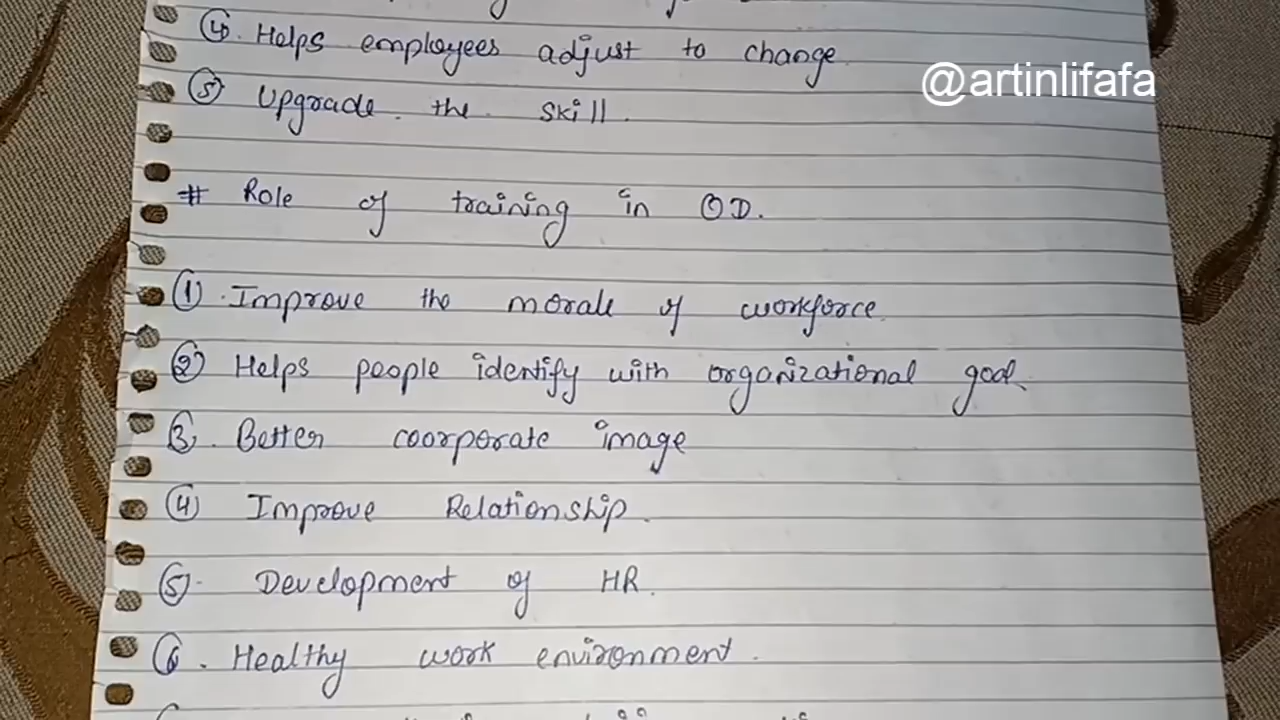 ④. Helps employees adjust to change.
@artinlifafa
⑤ Upgrade the skill.
# Role of training in OD.
① Improve the morale of workforce.
② Helps people identify with organizational goal
③. Better coorporate image
④ Improve Relationship.
⑤ Development of HR.
⑥. Healthy work environment.